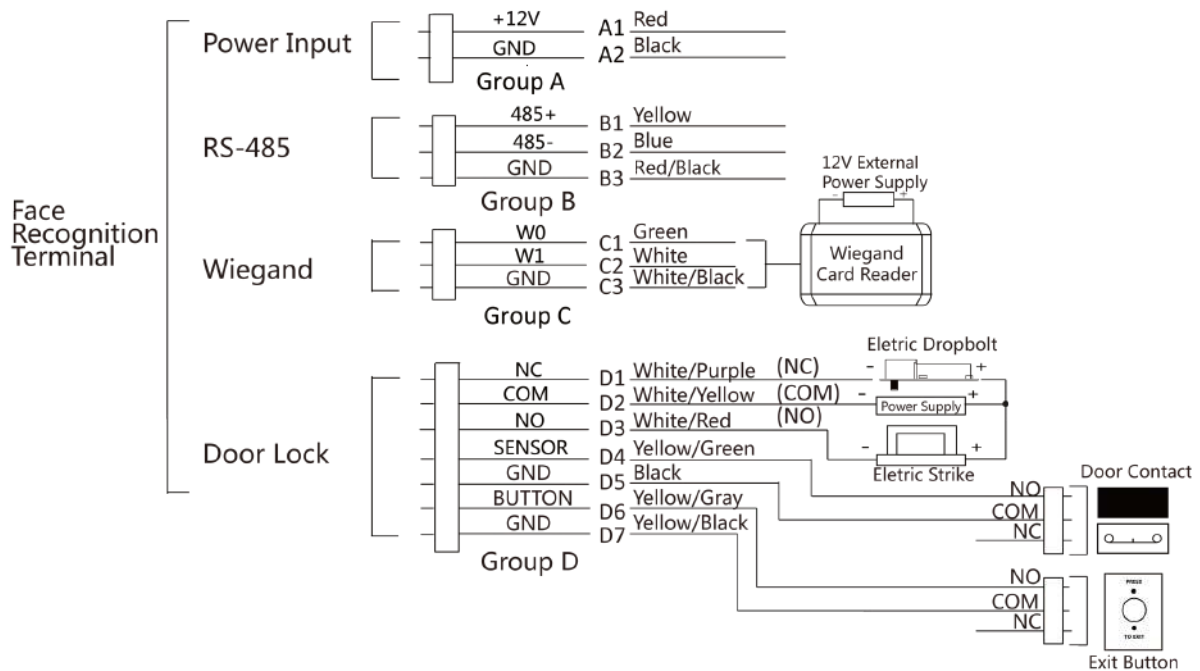 Face
Recognition
Terminal
Power Input
+12V A1 Red
GND A2 Black
Group A
RS-485
485+ B1 Yellow
485- B2 Blue
GND B3 Red/Black
Group B
12V External
Power Supply
- +
Wiegand
W0 C1 Green
W1 C2 White
GND C3 White/Black
Group C
Wiegand
Card Reader
Door Lock
Eletric Dropbolt
- +
NC D1 White/Purple (NC)
COM D2 White/Yellow (COM)
- Power Supply +
NO D3 White/Red (NO)
- +
Eletric Strike
SENSOR D4 Yellow/Green
GND D5 Black
BUTTON D6 Yellow/Gray
GND D7 Yellow/Black
Group D
Door Contact
NO
COM
NC
NO
COM
NC
PRESS
TO EXIT
Exit Button